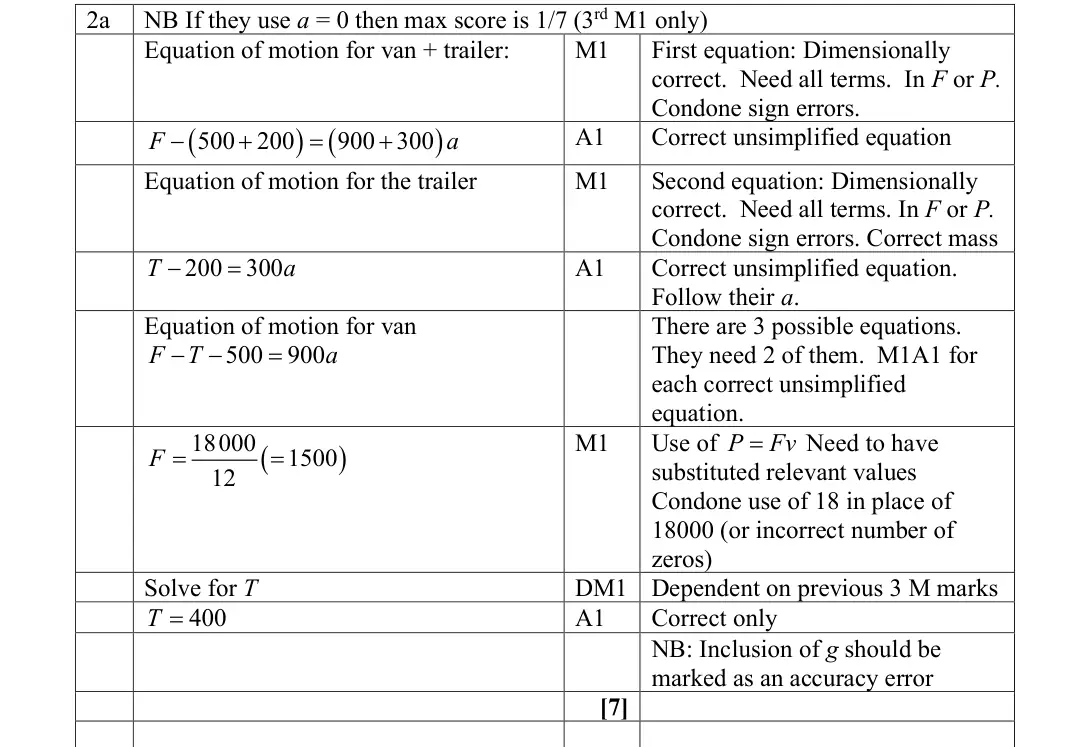 2a NB If they use a = 0 then max score is 1/7 (3rd M1 only)
Equation of motion for van + trailer: M1 First equation: Dimensionally
correct. Need all terms. In F or P.
Condone sign errors.
F − (500 + 200) = (900 + 300) a A1 Correct unsimplified equation
Equation of motion for the trailer M1 Second equation: Dimensionally
correct. Need all terms. In F or P.
Condone sign errors. Correct mass
T − 200 = 300a A1 Correct unsimplified equation.
Follow their a.
Equation of motion for van There are 3 possible equations.
F − T − 500 = 900a They need 2 of them. M1A1 for
each correct unsimplified
equation.
F = 18000/12 (= 1500) M1 Use of P = Fv Need to have
substituted relevant values
Condone use of 18 in place of
18000 (or incorrect number of
zeros)
Solve for T DM1 Dependent on previous 3 M marks
T = 400 A1 Correct only
NB: Inclusion of g should be
marked as an accuracy error
[7]